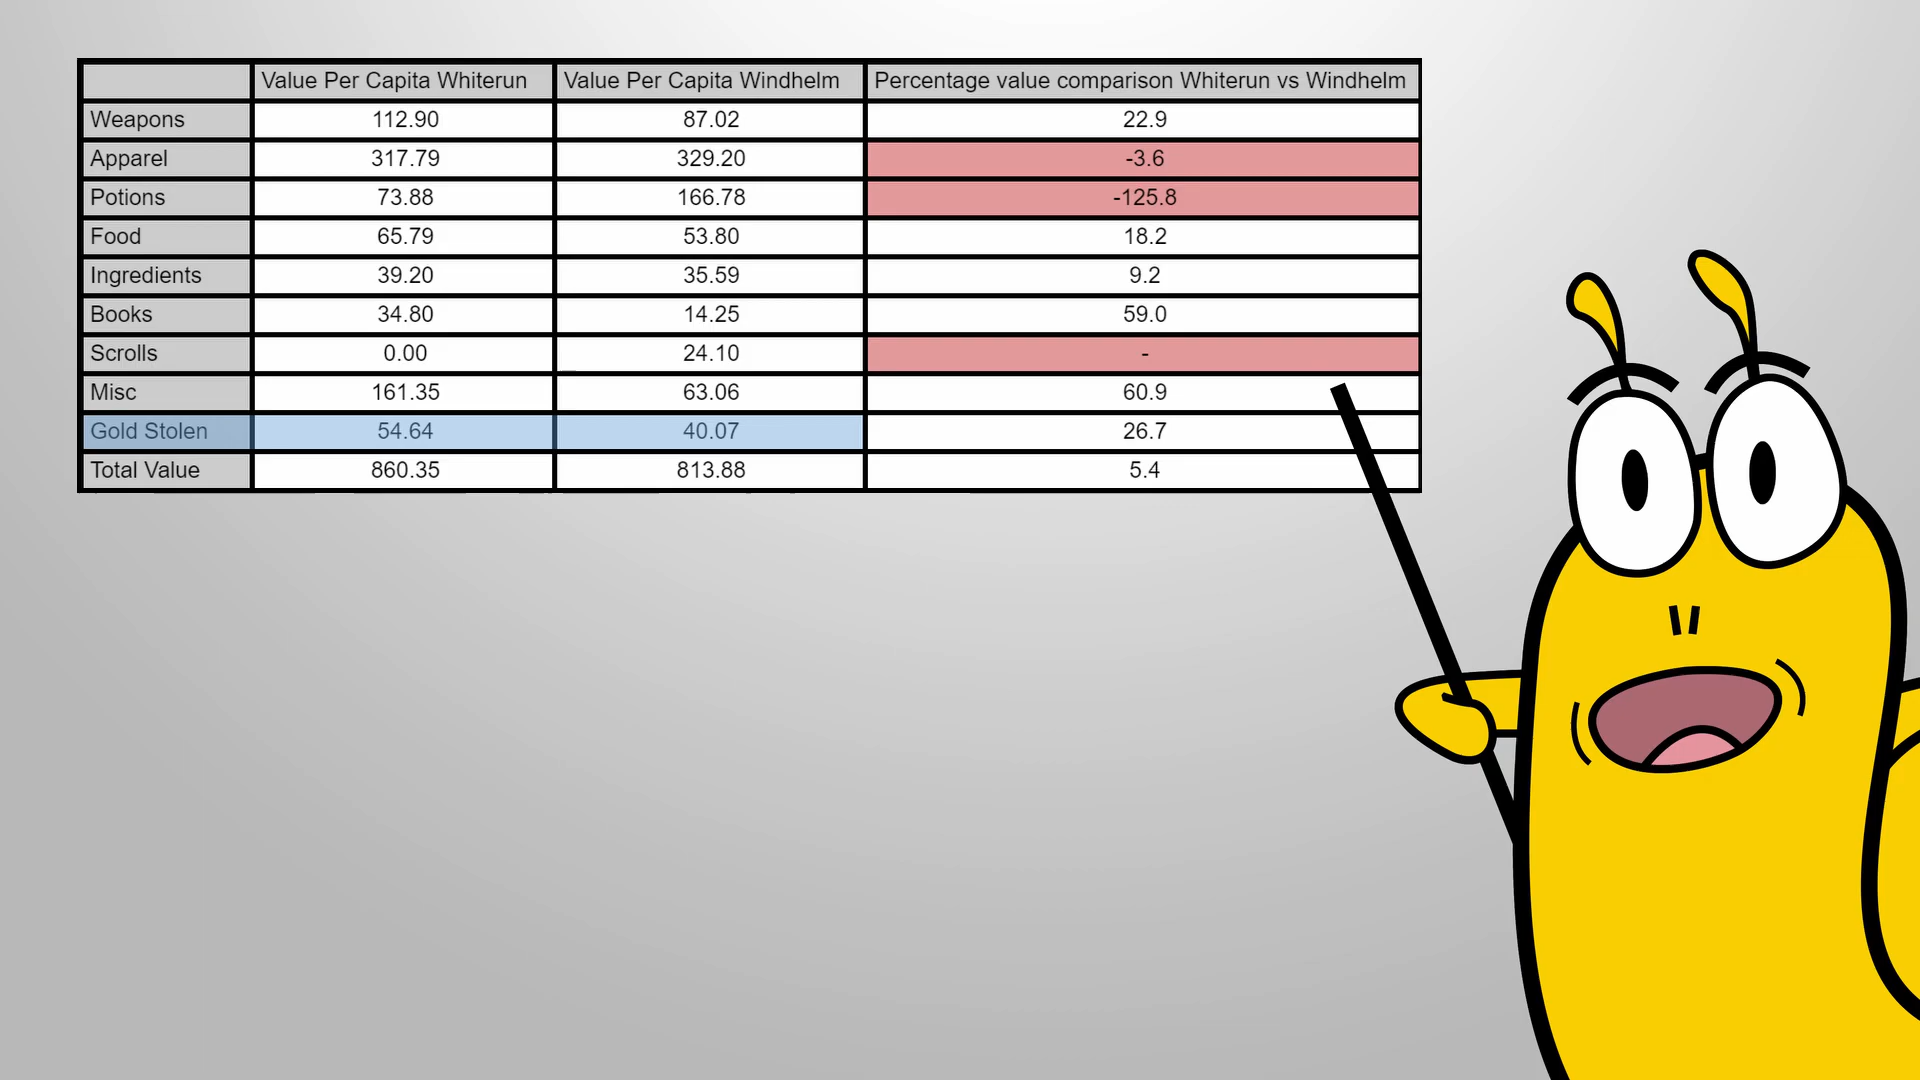 Value Per Capita Whiterun Value Per Capita Windhelm Percentage value comparison Whiterun vs Windhelm
Weapons 112.90 87.02 22.9
Apparel 317.79 329.20 -3.6
Potions 73.88 166.78 -125.8
Food 65.79 53.80 18.2
Ingredients 39.20 35.59 9.2
Books 34.80 14.25 59.0
Scrolls 0.00 24.10 -
Misc 161.35 63.06 60.9
Gold Stolen 54.64 40.07 26.7
Total Value 860.35 813.88 5.4